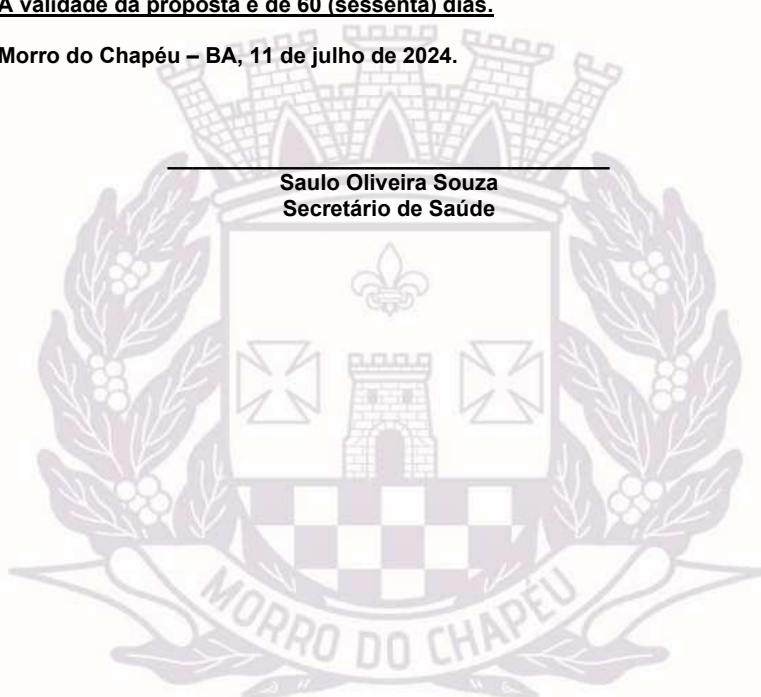 A validade da proposta é de 60 (sessenta) dias.
Morro do Chapéu – BA, 11 de julho de 2024.
Saulo Oliveira Souza
Secretário de Saúde
MORRO DO CHAPÉU